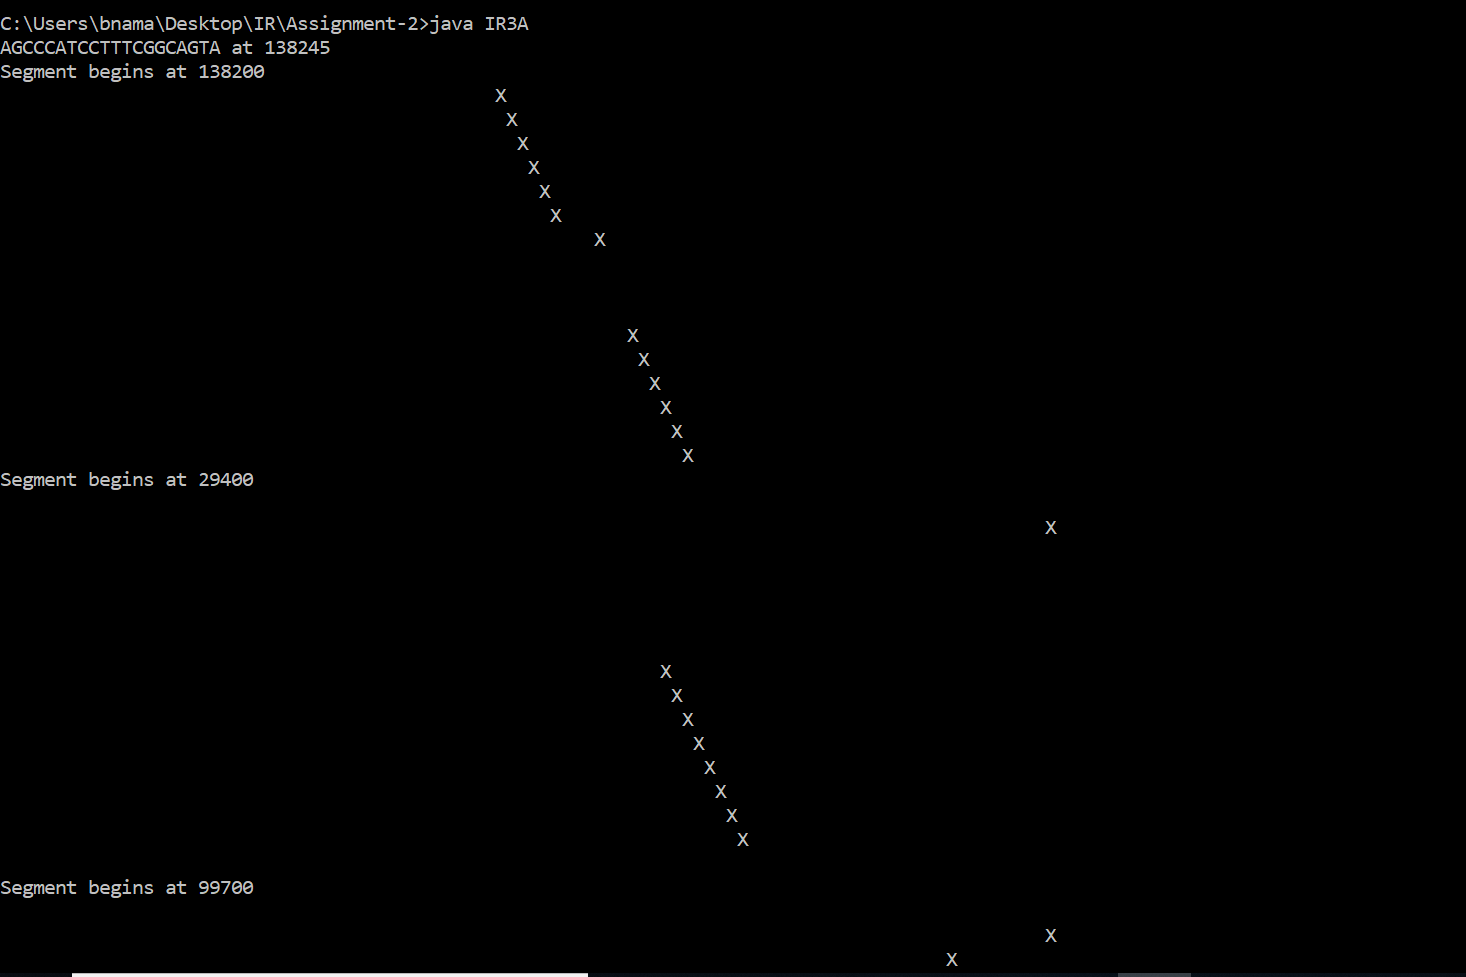 C:\Users\bnama\Desktop\IR\Assignment-2>java IR3A
AGCCCATCCTTTCGGCAGTA at 138245
Segment begins at 138200
X
X
X
X
X
X
X
X
X
X
X
X
X
Segment begins at 29400
X
X
X
X
X
X
X
X
X
Segment begins at 99700
X
X